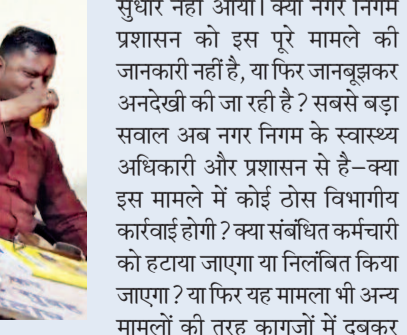 सुधार नहीं आया। क्या नगर निगम
प्रशासन को इस पूरे मामले की
जानकारी नहीं है, या फिर जानबूझकर
अनदेखी की जा रही है ? सबसे बड़ा
सवाल अब नगर निगम के स्वास्थ्य
अधिकारी और प्रशासन से है–क्या
इस मामले में कोई ठोस विभागीय
कार्रवाई होगी ? क्या संबंधित कर्मचारी
को हटाया जाएगा या निलंबित किया
जाएगा ? या फिर यह मामला भी अन्य
मामलों की तरह कागजों में दबकर